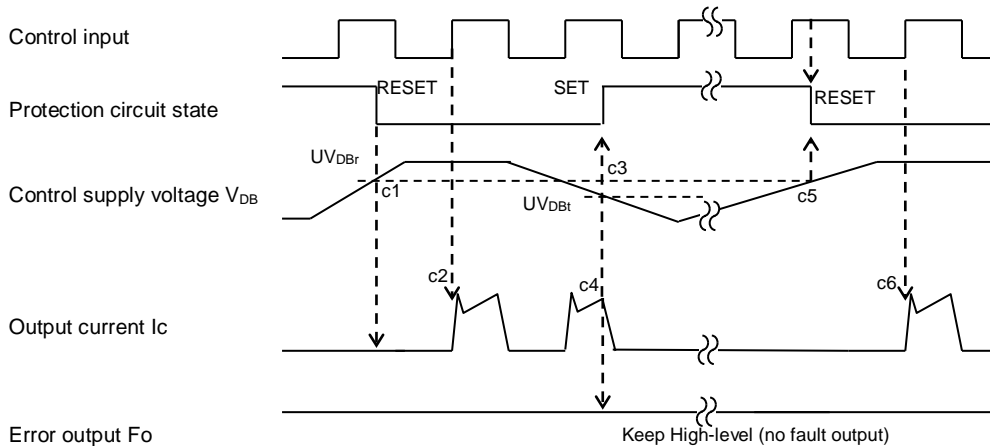 Control input
RESET
SET
RESET
Protection circuit state
UVDBr
c1
c3
c5
Control supply voltage VDB
UVDBt
c2
c4
c6
Output current Ic
Error output Fo
Keep High-level (no fault output)